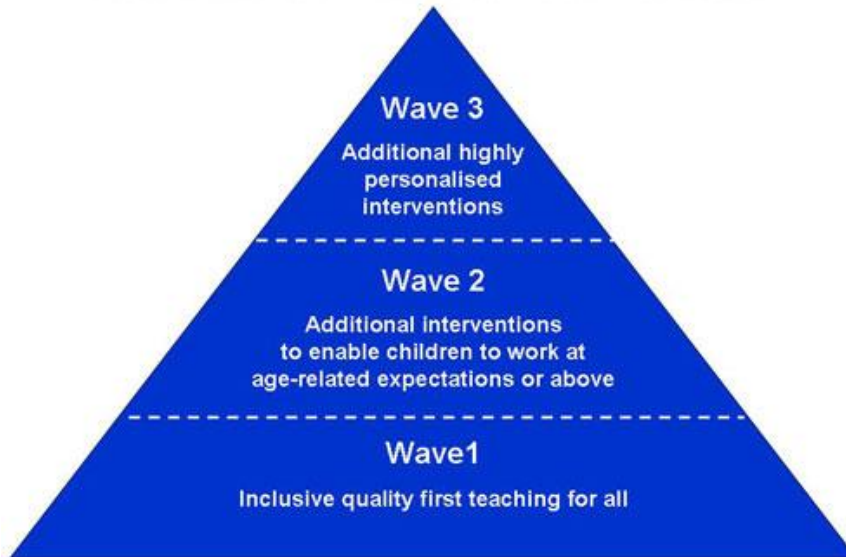 Wave 3
Additional highly
personalised
interventions
Wave 2
Additional interventions
to enable children to work at
age-related expectations or above
Wave1
Inclusive quality first teaching for all